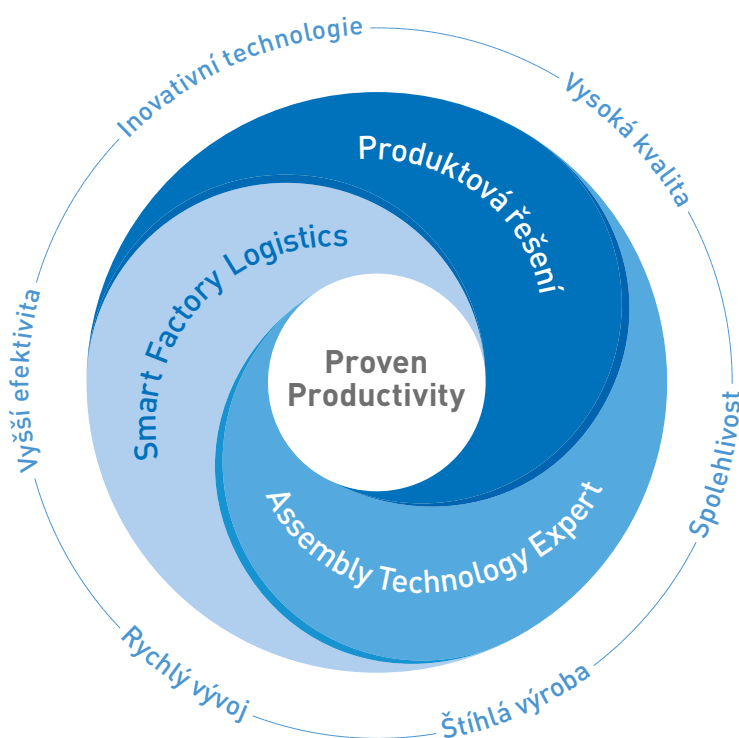 Inovativní technologie
Vysoká kvalita
Spolehlivost
Štíhlá výroba
Rychlý vývoj
Vyšší efektivita
Produktová řešení
Assembly Technology Expert
Smart Factory Logistics
Proven
Productivity